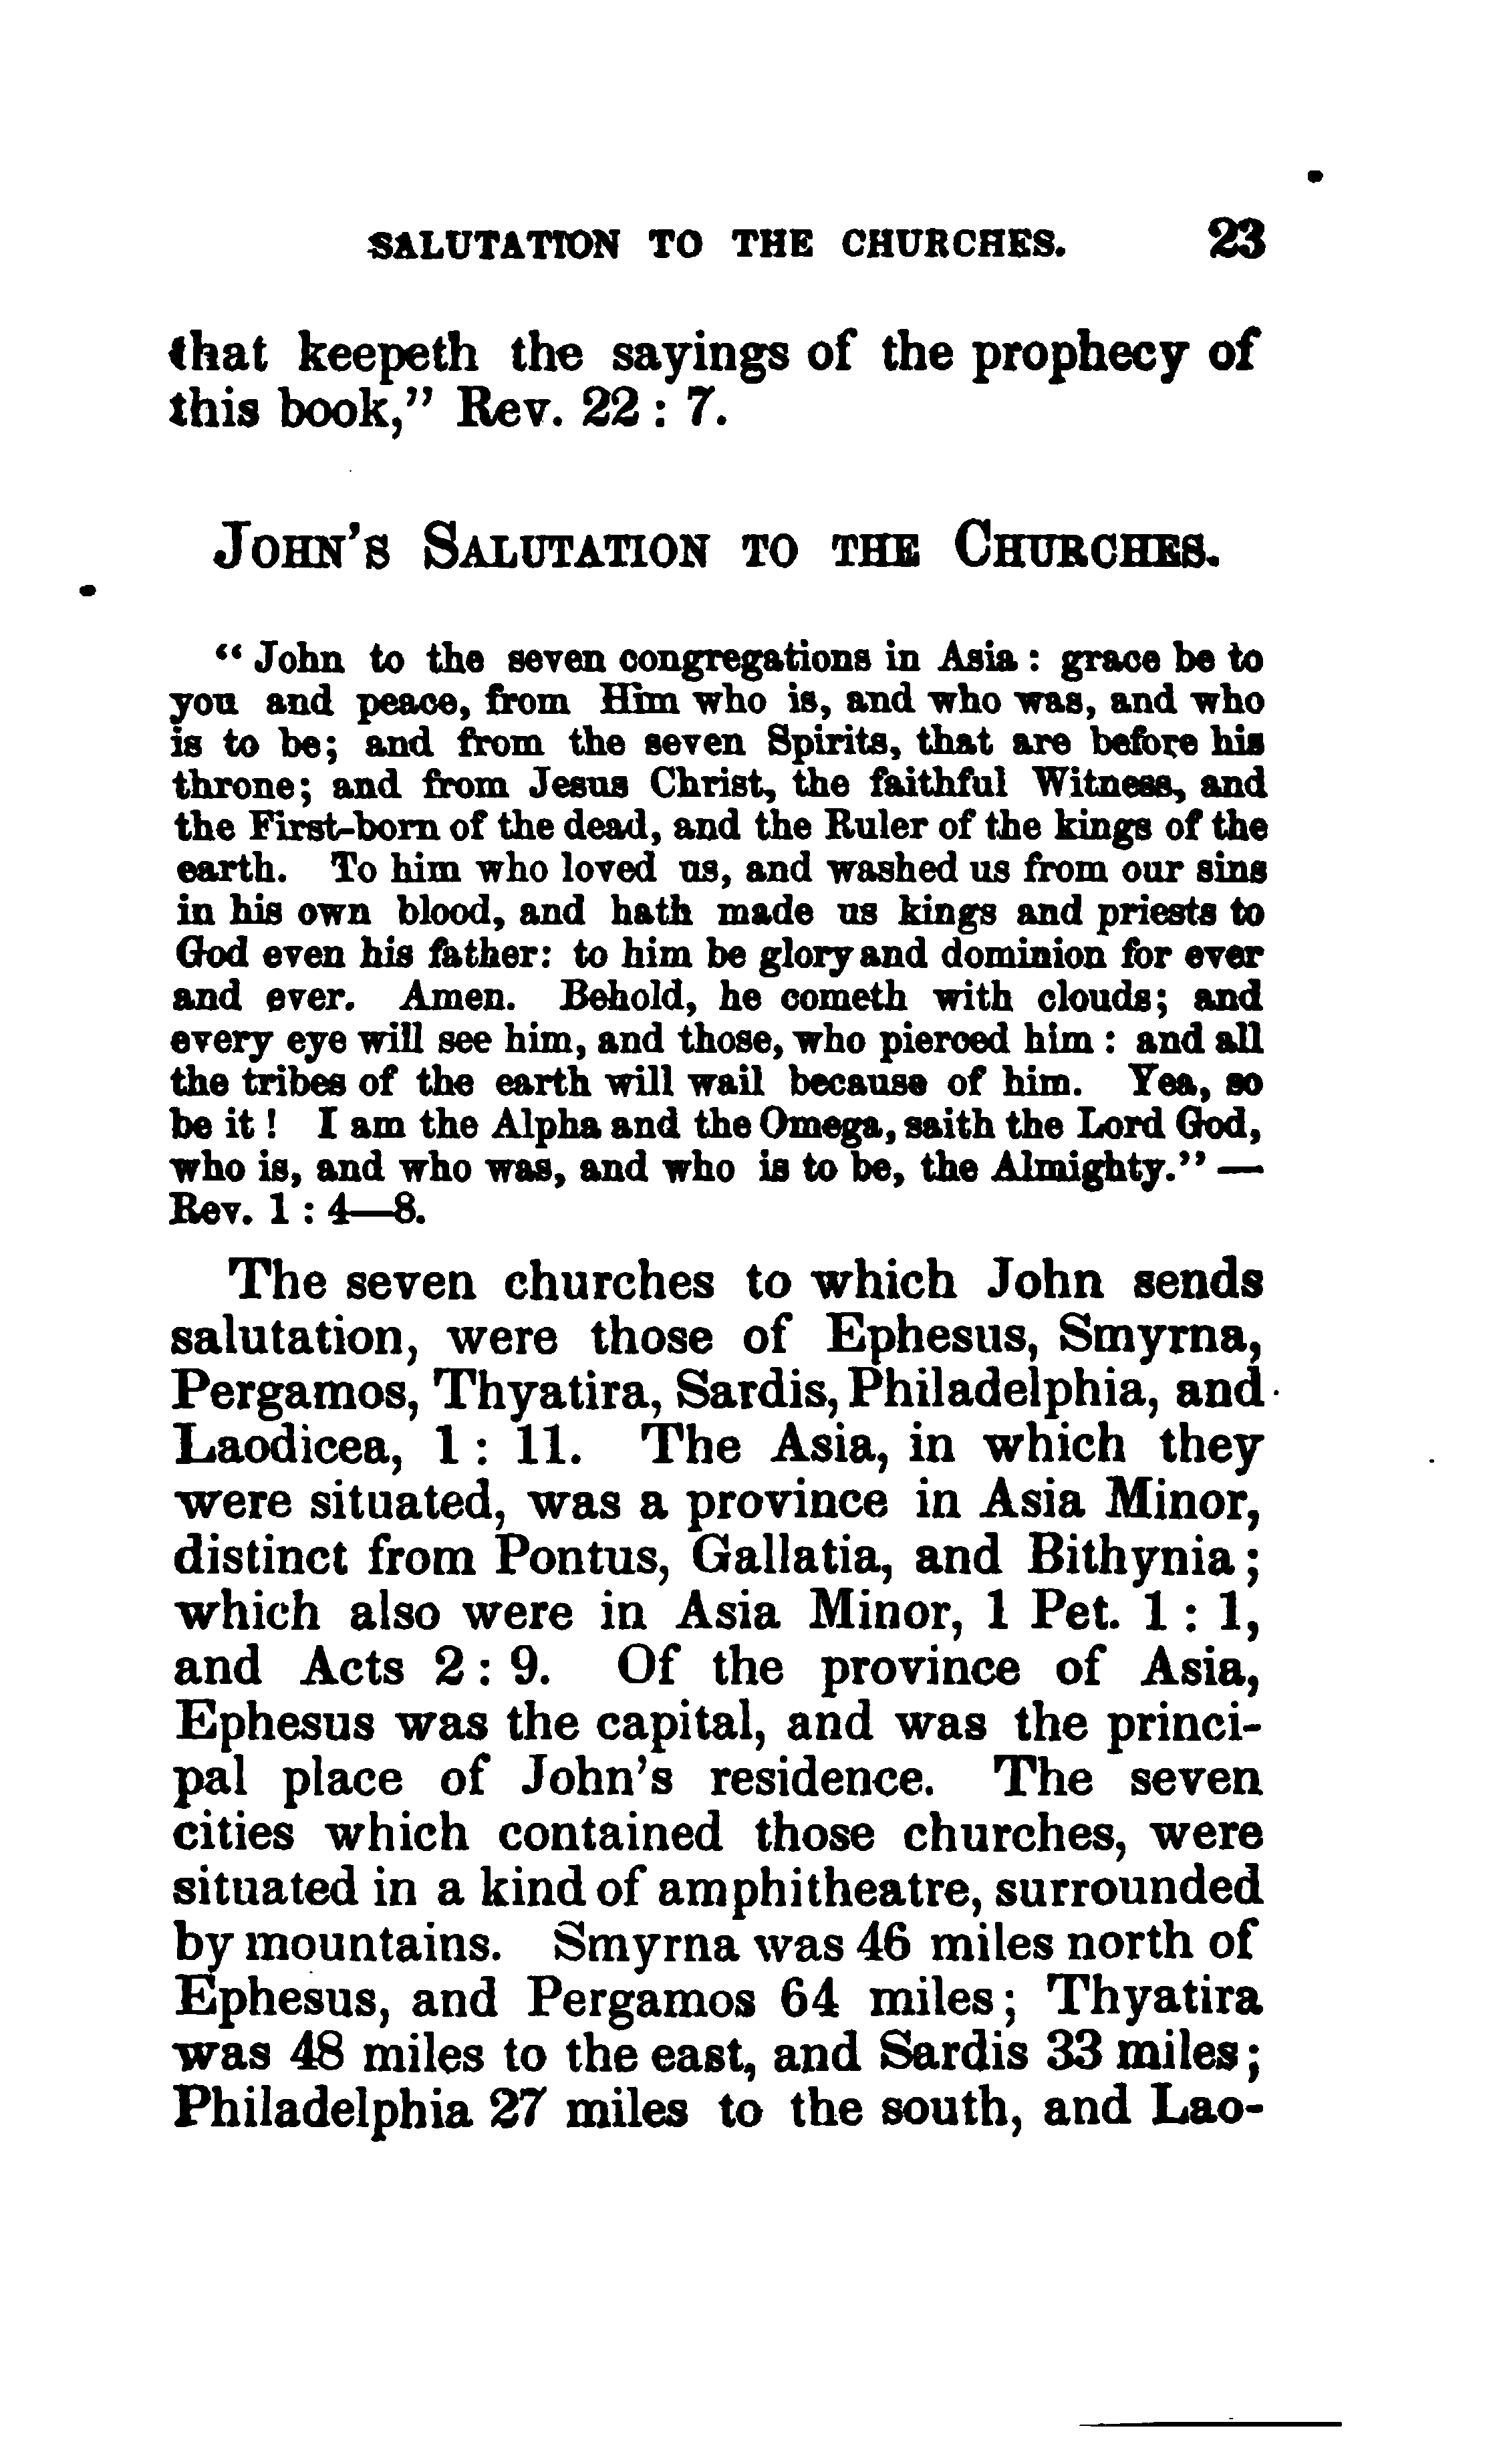 SALUTATION TO THE CHURCHES. 23
that keepeth the sayings of the prophecy of
this book,” Rev. 22 : 7.
JOHN’S SALUTATION TO THE CHURCHES.
“ John to the seven congregations in Asia : grace be to
you and peace, from Him who is, and who was, and who
is to be; and from the seven Spirits, that are before his
throne; and from Jesus Christ, the faithful Witness, and
the First-born of the dead, and the Ruler of the kings of the
earth. To him who loved us, and washed us from our sins
in his own blood, and hath made us kings and priests to
God even his father: to him be glory and dominion for ever
and ever. Amen. Behold, he cometh with clouds; and
every eye will see him, and those, who pierced him : and all
the tribes of the earth will wail because of him. Yea, so
be it ! I am the Alpha and the Omega, saith the Lord God,
who is, and who was, and who is to be, the Almighty.” —
Rev. 1 : 4—8.
The seven churches to which John sends
salutation, were those of Ephesus, Smyrna,
Pergamos, Thyatira, Sardis, Philadelphia, and
Laodicea, 1 : 11. The Asia, in which they
were situated, was a province in Asia Minor,
distinct from Pontus, Gallatia, and Bithynia ;
which also were in Asia Minor, 1 Pet. 1 : 1,
and Acts 2 : 9. Of the province of Asia,
Ephesus was the capital, and was the princi-
pal place of John’s residence. The seven
cities which contained those churches, were
situated in a kind of amphitheatre, surrounded
by mountains. Smyrna was 46 miles north of
Ephesus, and Pergamos 64 miles ; Thyatira
was 48 miles to the east, and Sardis 33 miles ;
Philadelphia 27 miles to the south, and Lao-